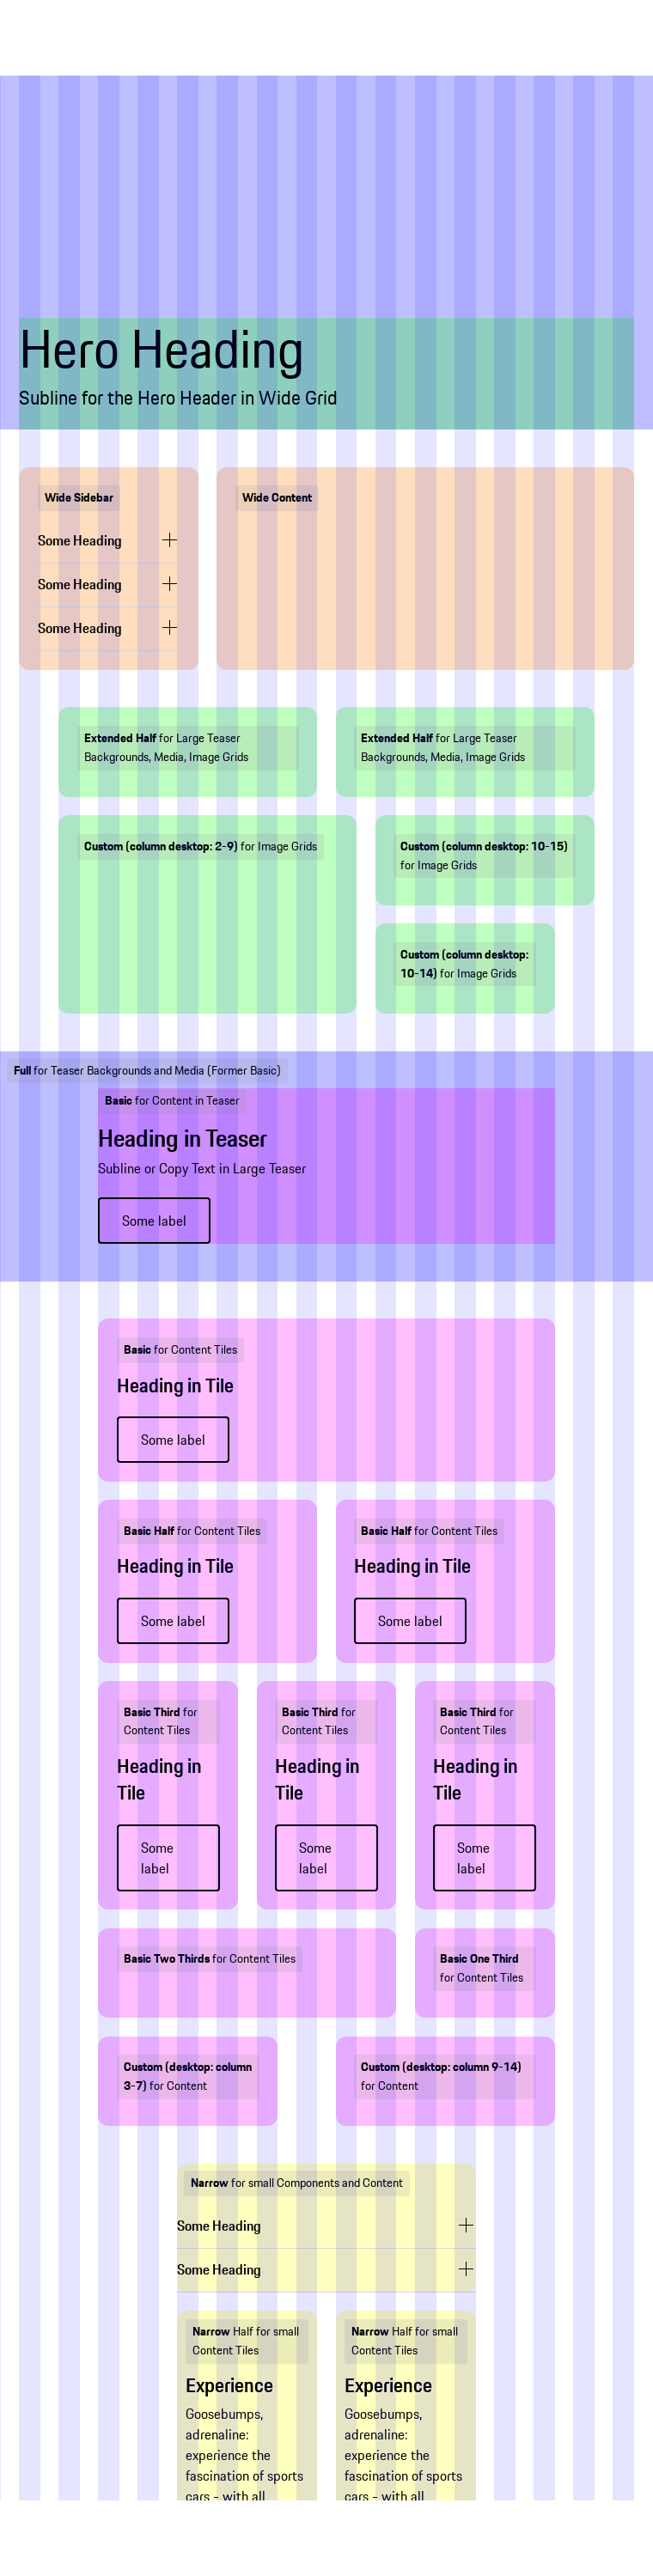 Hero Heading
Subline for the Hero Header in Wide Grid
Wide Sidebar
Some Heading
Some Heading
Some Heading
Wide Content
Extended Half for Large Teaser
Backgrounds, Media, Image Grids
Extended Half for Large Teaser
Backgrounds, Media, Image Grids
Custom (column desktop: 2-9) for Image Grids
Custom (column desktop: 10-15)
for Image Grids
Custom (column desktop:
10-14) for Image Grids
Full for Teaser Backgrounds and Media (Former Basic)
Basic for Content in Teaser
Heading in Teaser
Subline or Copy Text in Large Teaser
Some label
Basic for Content Tiles
Heading in Tile
Some label
Basic Half for Content Tiles
Heading in Tile
Some label
Basic Half for Content Tiles
Heading in Tile
Some label
Basic Third for
Content Tiles
Heading in
Tile
Some
label
Basic Third for
Content Tiles
Heading in
Tile
Some
label
Basic Third for
Content Tiles
Heading in
Tile
Some
label
Basic Two Thirds for Content Tiles
Basic One Third
for Content Tiles
Custom (desktop: column
3-7) for Content
Custom (desktop: column 9-14)
for Content
Narrow for small Components and Content
Some Heading
Some Heading
Narrow Half for small
Content Tiles
Experience
Goosebumps,
adrenaline:
experience the
fascination of sports
cars - with all
Narrow Half for small
Content Tiles
Experience
Goosebumps,
adrenaline:
experience the
fascination of sports
cars - with all